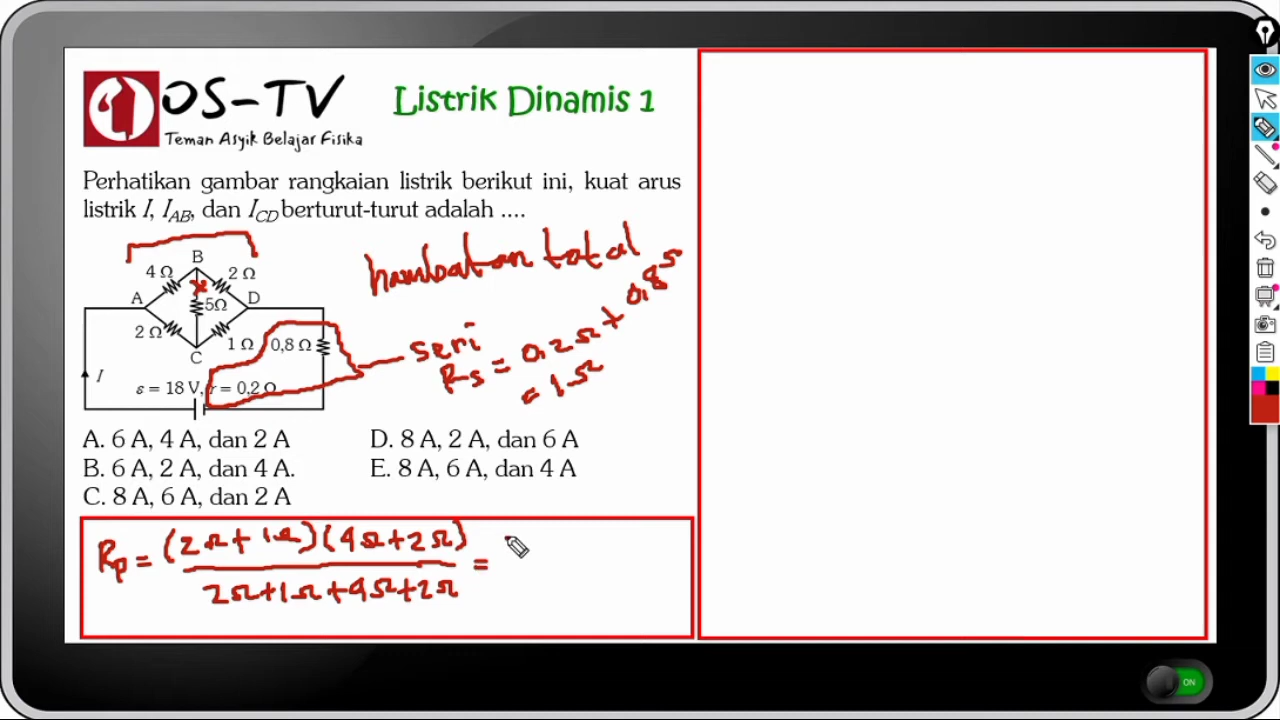 OS-TV
Teman Asyik Belajar Fisika
Listrik Dinamis 1
Perhatikan gambar rangkaian listrik berikut ini, kuat arus
listrik I, I_AB, dan I_CD berturut-turut adalah ....
hambatan total
B
4 Ω
2 Ω
A
5Ω
D
2 Ω
1 Ω
0,8 Ω
C
I
ε = 18 V, r = 0,2 Ω
seri
Rs = 0,2 Ω + 0,8 Ω
= 1 Ω
A. 6 A, 4 A, dan 2 A
B. 6 A, 2 A, dan 4 A.
C. 8 A, 6 A, dan 2 A
D. 8 A, 2 A, dan 6 A
E. 8 A, 6 A, dan 4 A
Rp = (2Ω+1Ω)(4Ω+2Ω) =
2Ω+1Ω+4Ω+2Ω
ON